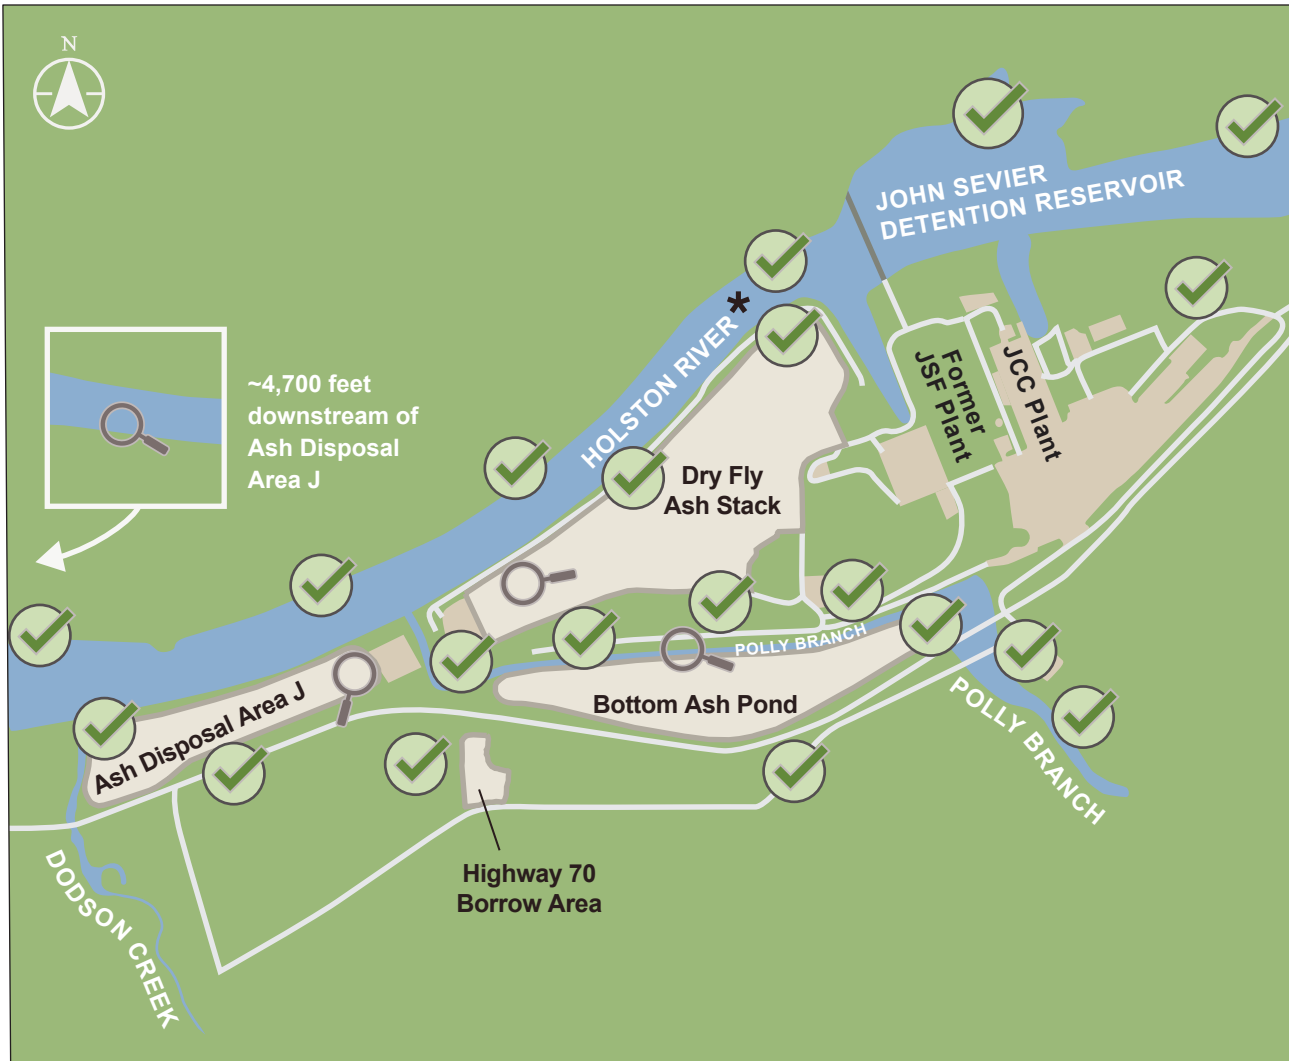 N
JOHN SEVIER
DETENTION RESERVOIR
HOLSTON RIVER*
~4,700 feet
downstream of
Ash Disposal
Area J
Former
JSF Plant
JCC Plant
Dry Fly
Ash Stack
POLLY BRANCH
Bottom Ash Pond
POLLY BRANCH
Ash Disposal Area J
Highway 70
Borrow Area
DODSON CREEK